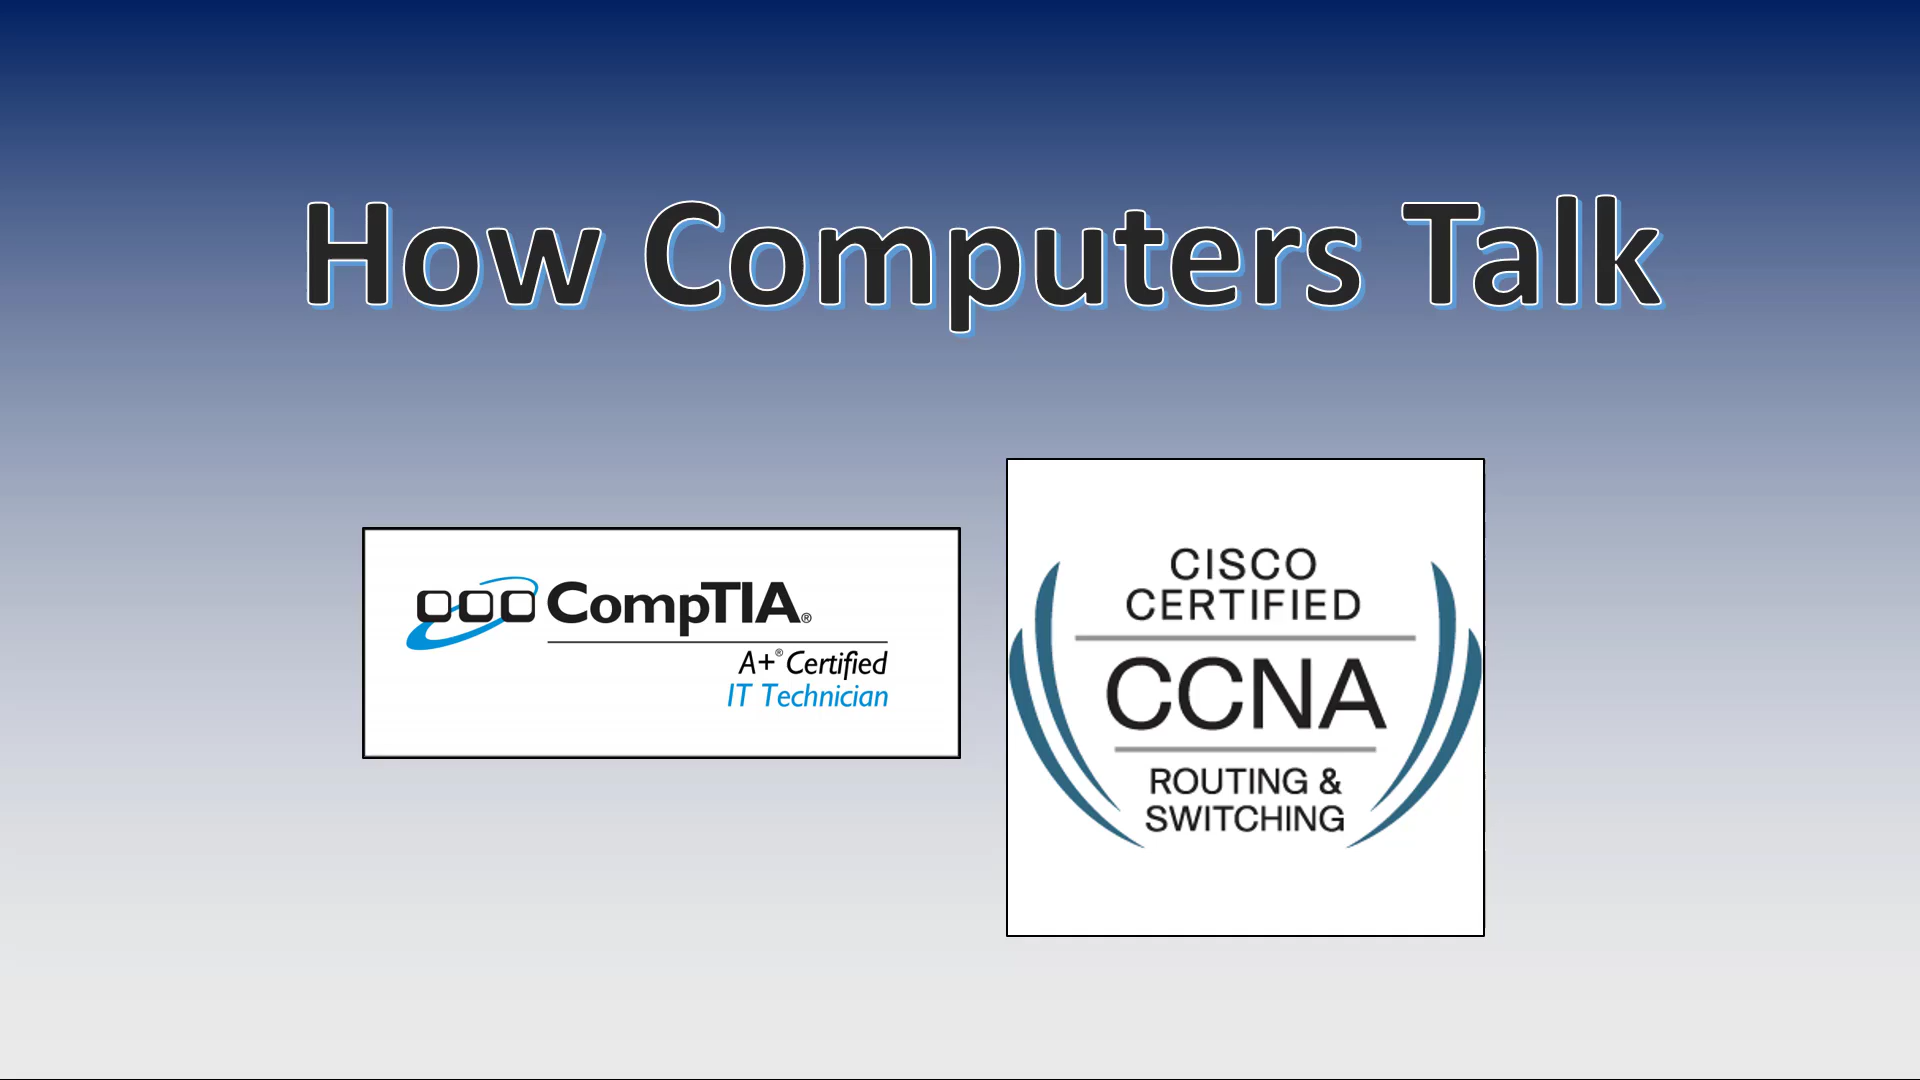 How Computers Talk
CompTIA®
A+® Certified
IT Technician
CISCO
CERTIFIED
CCNA
ROUTING &
SWITCHING